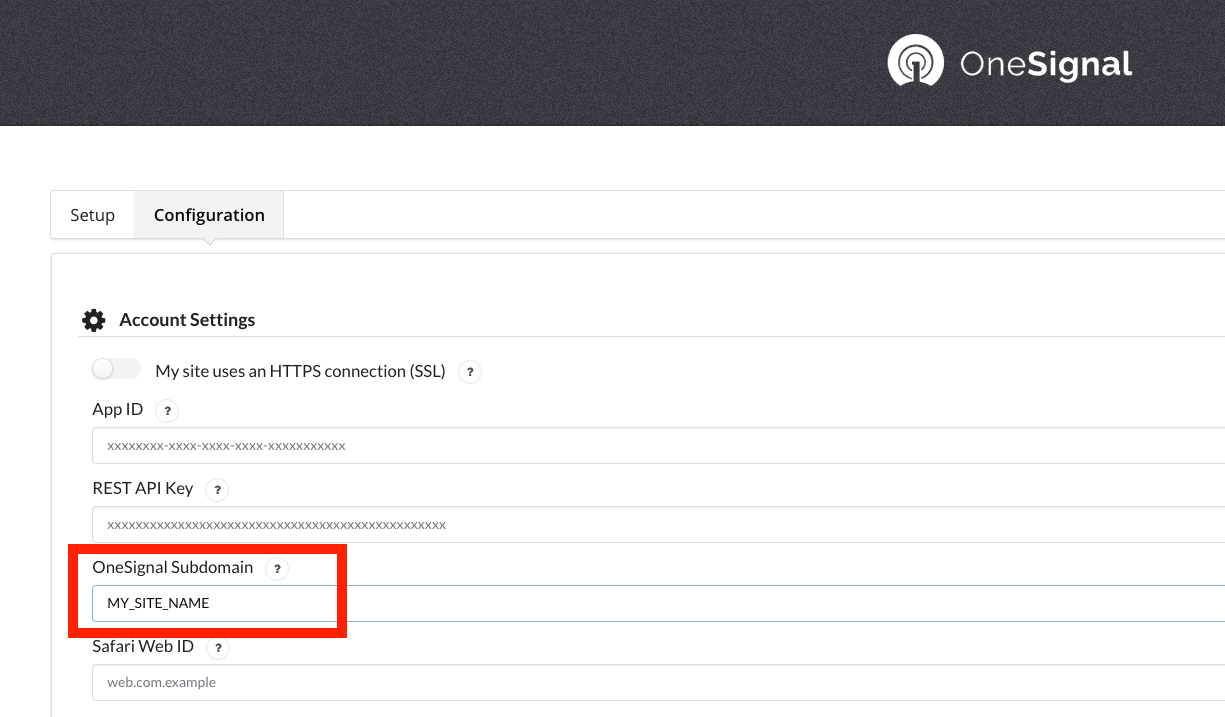 OneSignal
Setup
Configuration
Account Settings
My site uses an HTTPS connection (SSL) ?
App ID ?
xxxxxxxx-xxxx-xxxx-xxxx-xxxxxxxxxxx
REST API Key ?
xxxxxxxxxxxxxxxxxxxxxxxxxxxxxxxxxxxxxxxxxxxxxxxx
OneSignal Subdomain ?
MY_SITE_NAME
Safari Web ID ?
web.com.example